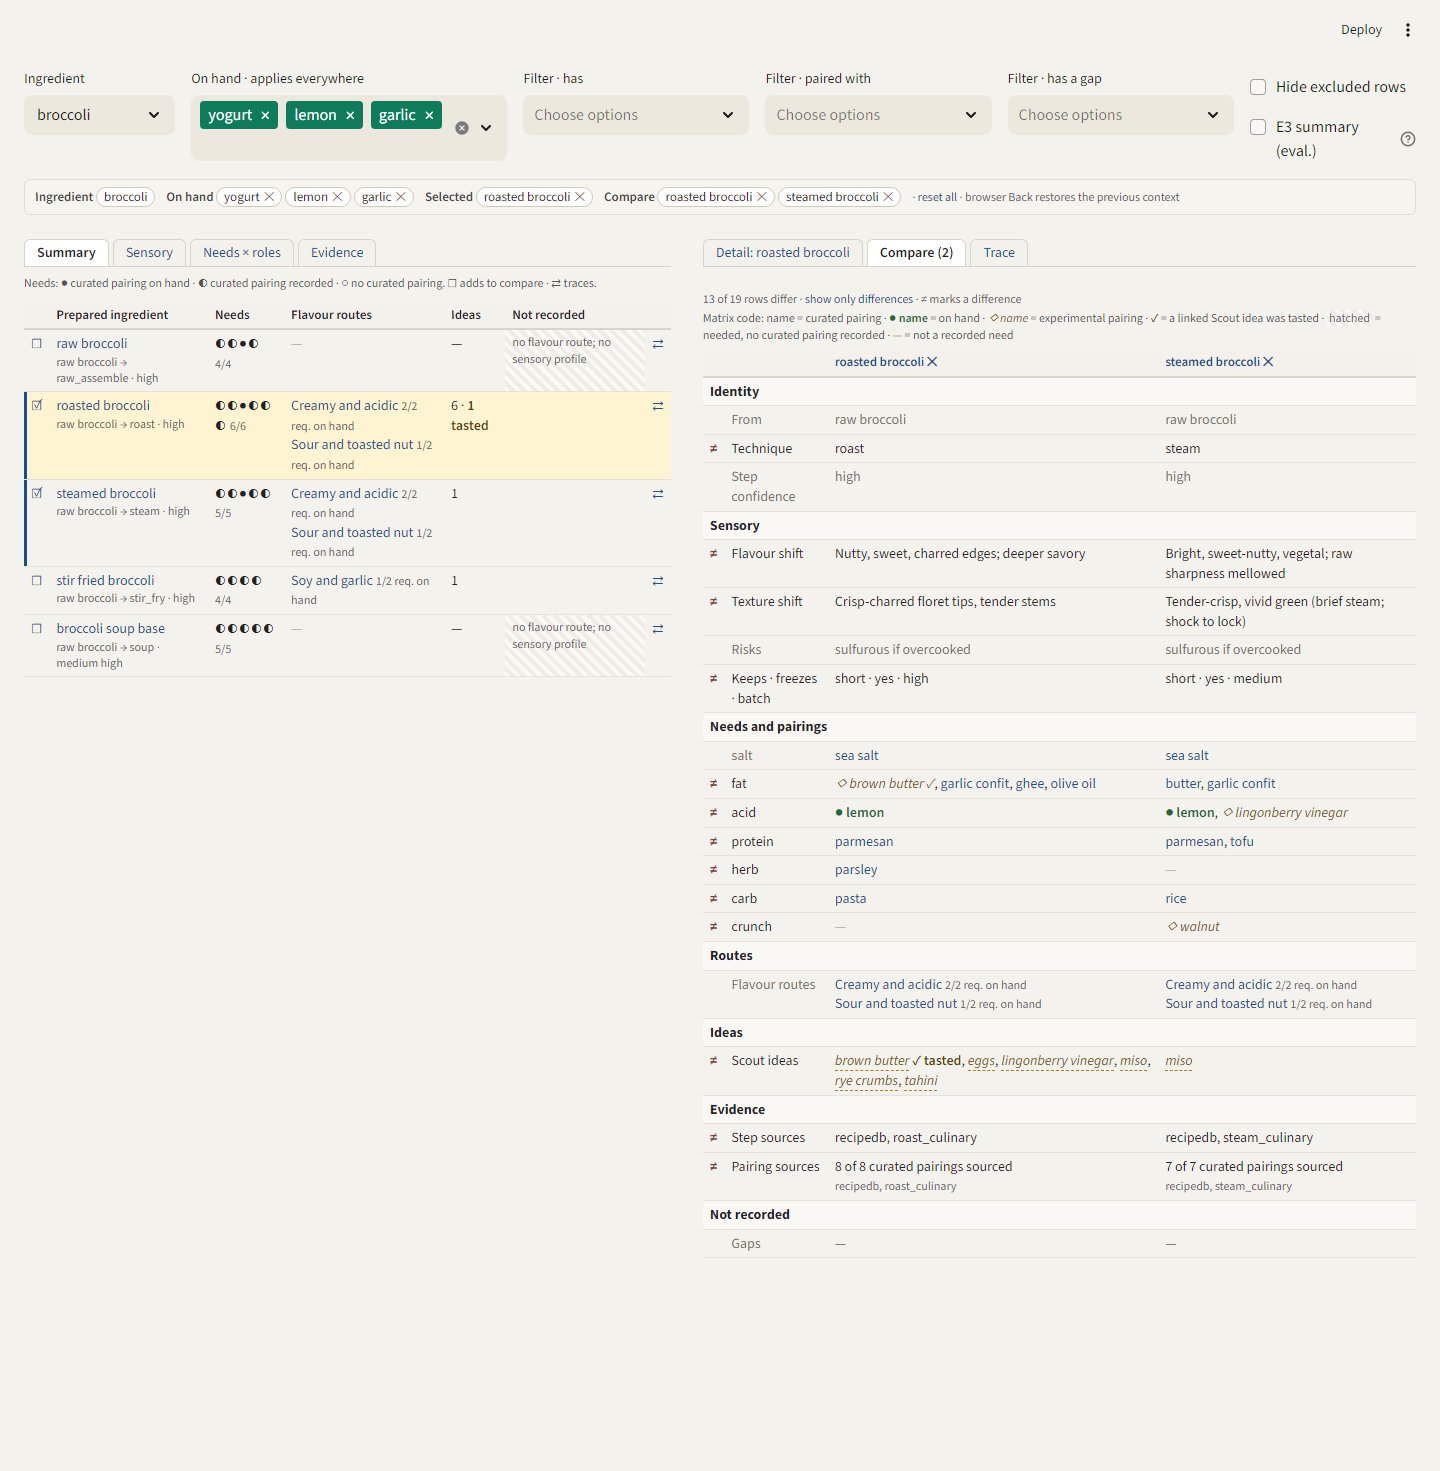 Deploy
Ingredient
On hand · applies everywhere
Filter · has
Filter · paired with
Filter · has a gap
broccoli
yogurt × lemon × garlic ×
Choose options
Choose options
Choose options
Hide excluded rows
E3 summary
(eval.)
Ingredient broccoli On hand yogurt lemon garlic Selected roasted broccoli Compare roasted broccoli steamed broccoli · reset all · browser Back restores the previous context
Summary Sensory Needs × roles Evidence
Needs: ● curated pairing on hand · ◐ curated pairing recorded · ○ no curated pairing. ☐ adds to compare · ⇄ traces.
Prepared ingredient Needs Flavour routes Ideas Not recorded
☐ raw broccoli ◐◐●◐ — — no flavour route; no ⇄
raw broccoli → 4/4 sensory profile
raw_assemble · high
☑ roasted broccoli ◐◐●◐◐ Creamy and acidic 2/2 6 · 1 ⇄
raw broccoli → roast · high ◐ 6/6 req. on hand tasted
Sour and toasted nut 1/2
req. on hand
☑ steamed broccoli ◐◐●◐◐ Creamy and acidic 2/2 1 ⇄
raw broccoli → steam · high 5/5 req. on hand
Sour and toasted nut 1/2
req. on hand
☐ stir fried broccoli ◐◐◐◐ Soy and garlic 1/2 req. on 1 ⇄
raw broccoli → stir_fry · high 4/4 hand
☐ broccoli soup base ◐◐◐◐◐ — — no flavour route; no ⇄
raw broccoli → soup · 5/5 sensory profile
medium high
Detail: roasted broccoli Compare (2) Trace
13 of 19 rows differ · show only differences · ≠ marks a difference
Matrix code: name = curated pairing · ● name = on hand · ◇ name = experimental pairing · ✓ = a linked Scout idea was tasted · hatched =
needed, no curated pairing recorded · — = not a recorded need
roasted broccoli ✕ steamed broccoli ✕
Identity
From raw broccoli raw broccoli
≠ Technique roast steam
Step high high
confidence
Sensory
≠ Flavour shift Nutty, sweet, charred edges; deeper savory Bright, sweet-nutty, vegetal; raw
sharpness mellowed
≠ Texture shift Crisp-charred floret tips, tender stems Tender-crisp, vivid green (brief steam;
shock to lock)
Risks sulfurous if overcooked sulfurous if overcooked
≠ Keeps · freezes short · yes · high short · yes · medium
· batch
Needs and pairings
salt sea salt sea salt
≠ fat ◇ brown butter ✓, garlic confit, ghee, olive oil butter, garlic confit
≠ acid ● lemon ● lemon, ◇ lingonberry vinegar
≠ protein parmesan parmesan, tofu
≠ herb parsley —
≠ carb pasta rice
≠ crunch — ◇ walnut
Routes
Flavour routes Creamy and acidic 2/2 req. on hand Creamy and acidic 2/2 req. on hand
Sour and toasted nut 1/2 req. on hand Sour and toasted nut 1/2 req. on hand
Ideas
≠ Scout ideas brown butter ✓ tasted, eggs, lingonberry vinegar, miso, miso
rye crumbs, tahini
Evidence
≠ Step sources recipedb, roast_culinary recipedb, steam_culinary
≠ Pairing sources 8 of 8 curated pairings sourced 7 of 7 curated pairings sourced
recipedb, roast_culinary recipedb, steam_culinary
Not recorded
Gaps — —